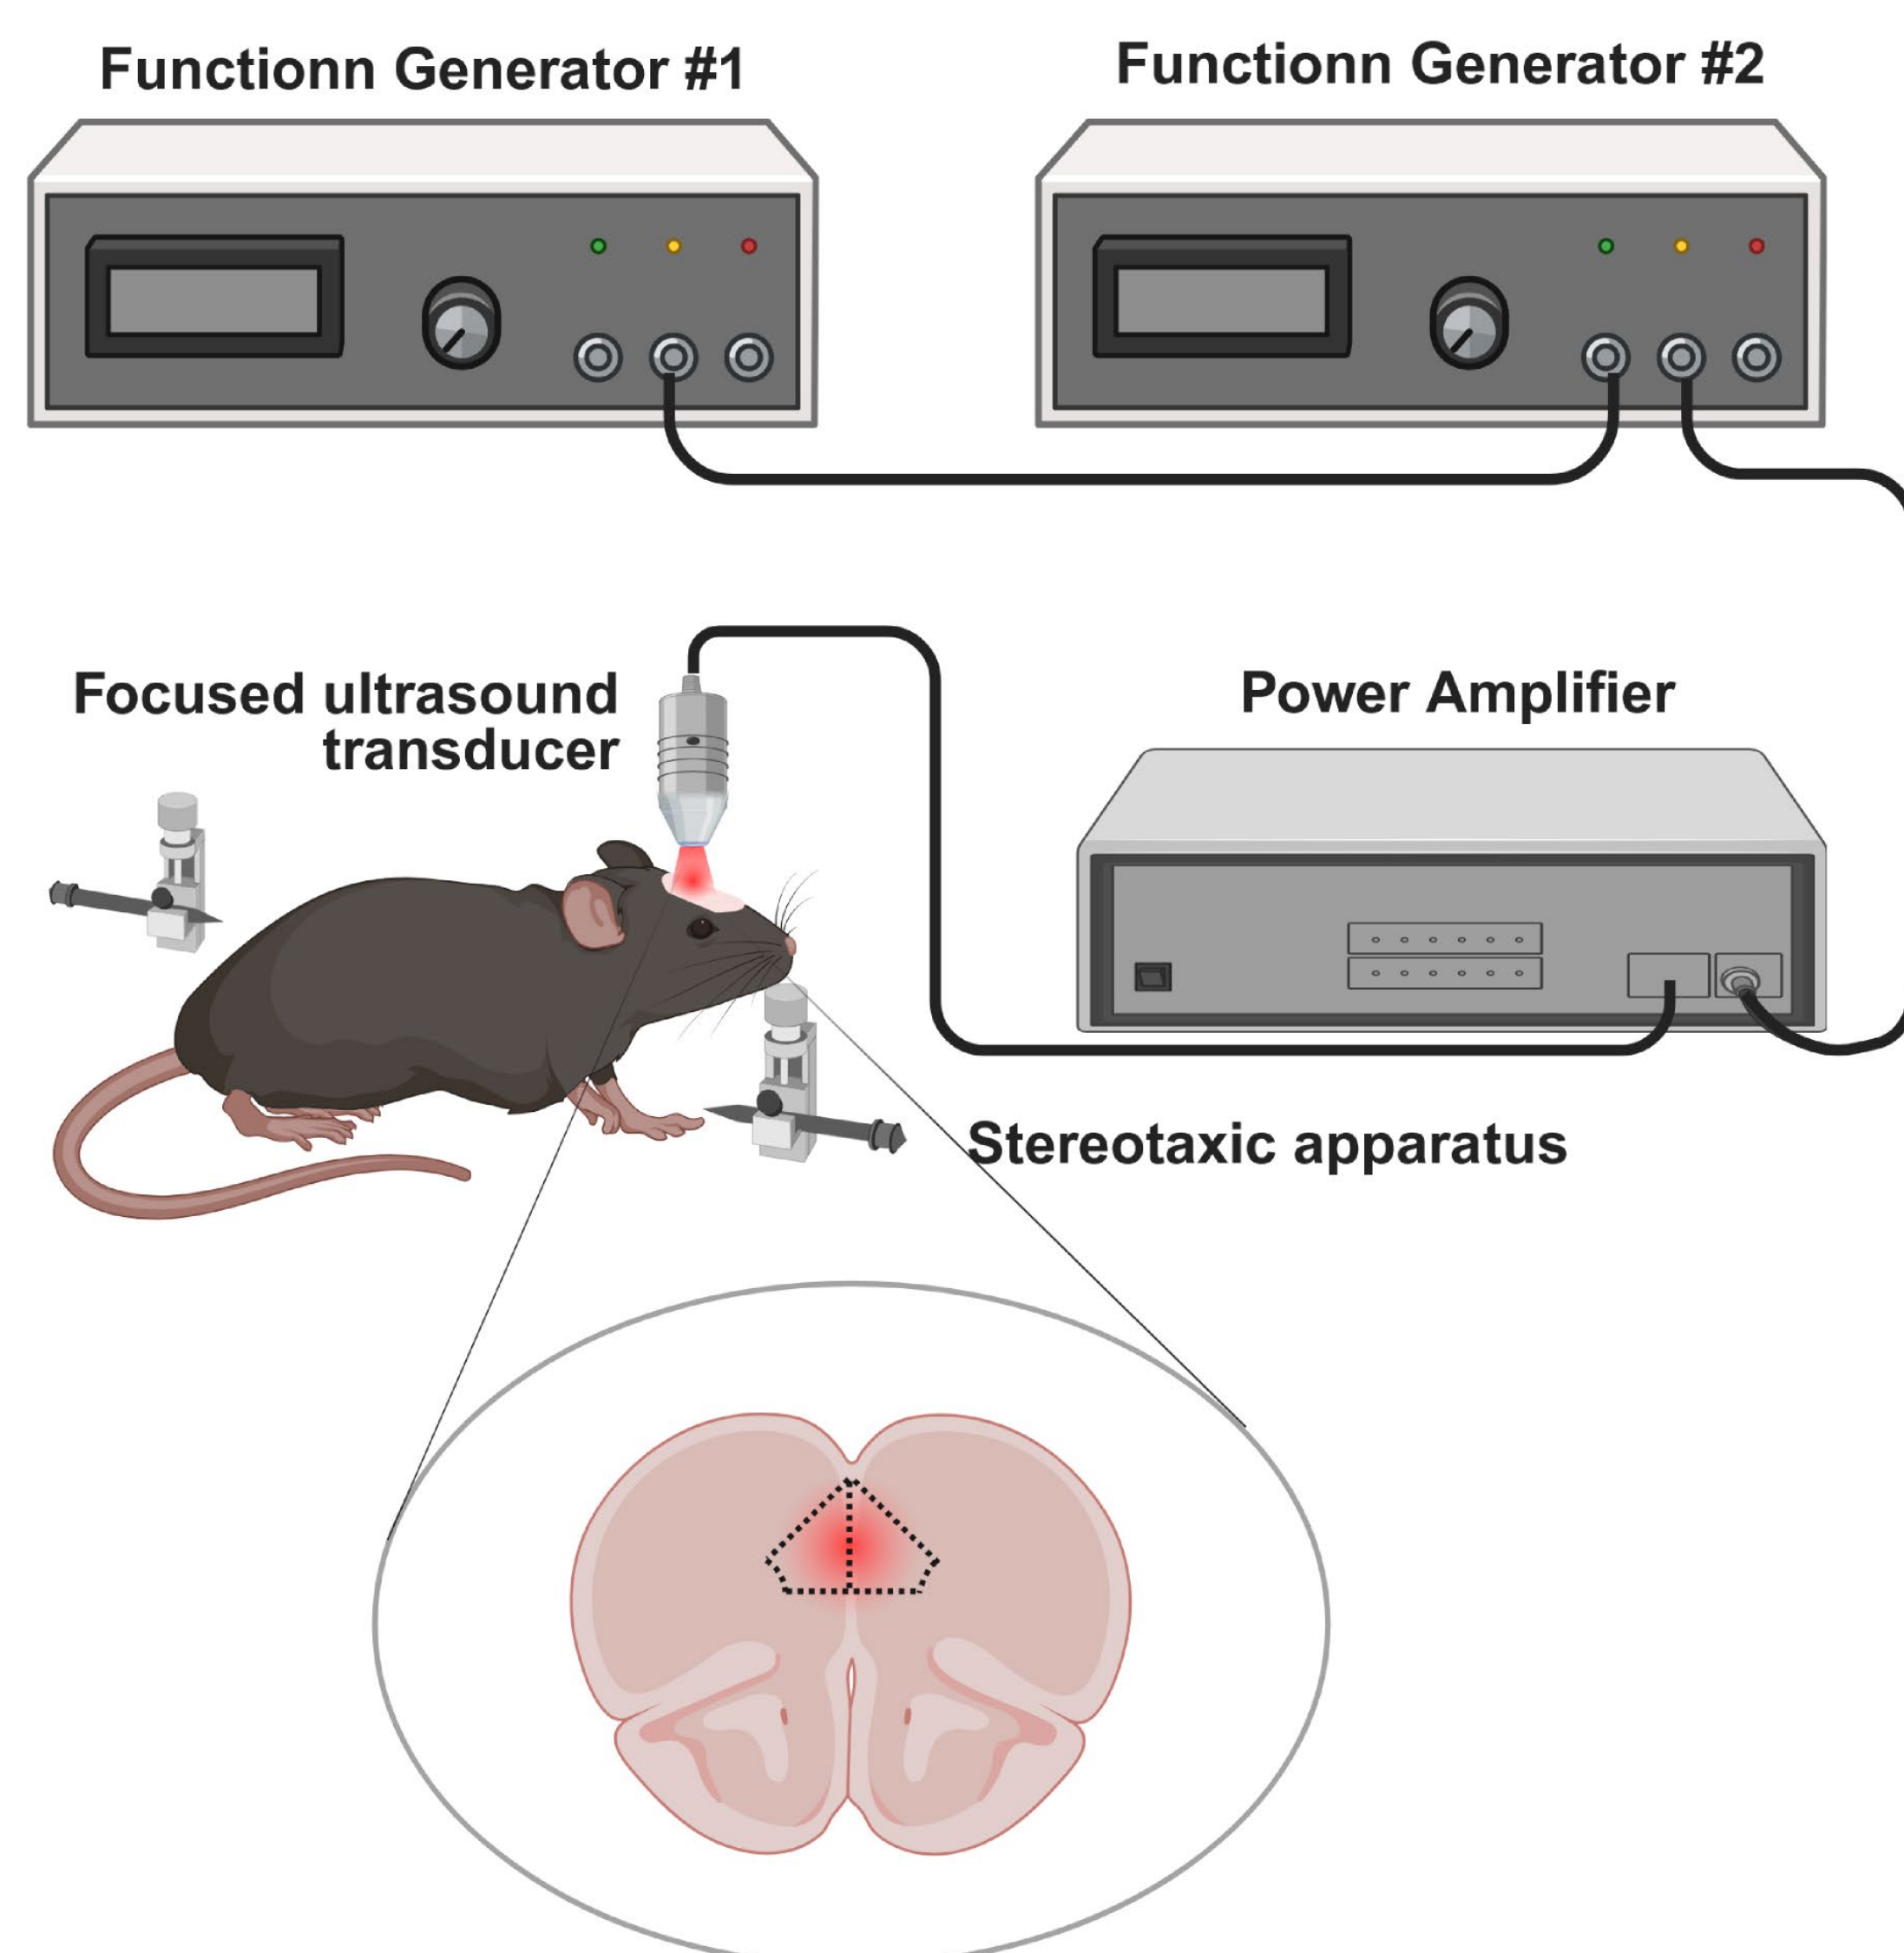 Functionn Generator #1
Functionn Generator #2
Focused ultrasound
transducer
Power Amplifier
Stereotaxic apparatus